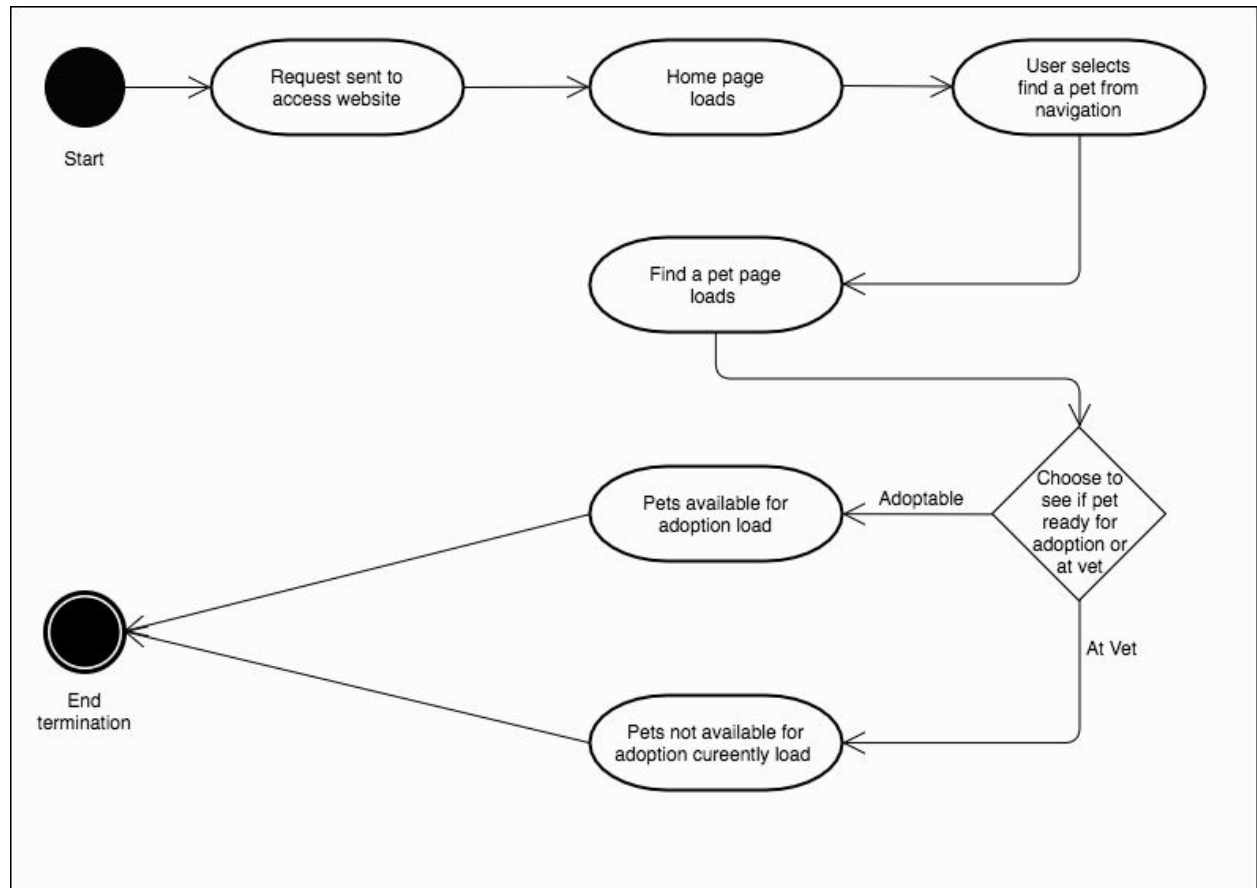 Start
Request sent to
access website
Home page
loads
User selects
find a pet from
navigation
Find a pet page
loads
Choose to
see if pet
ready for
adoption or
at vet
Adoptable
Pets available for
adoption load
At Vet
Pets not available for
adoption cureently load
End
termination